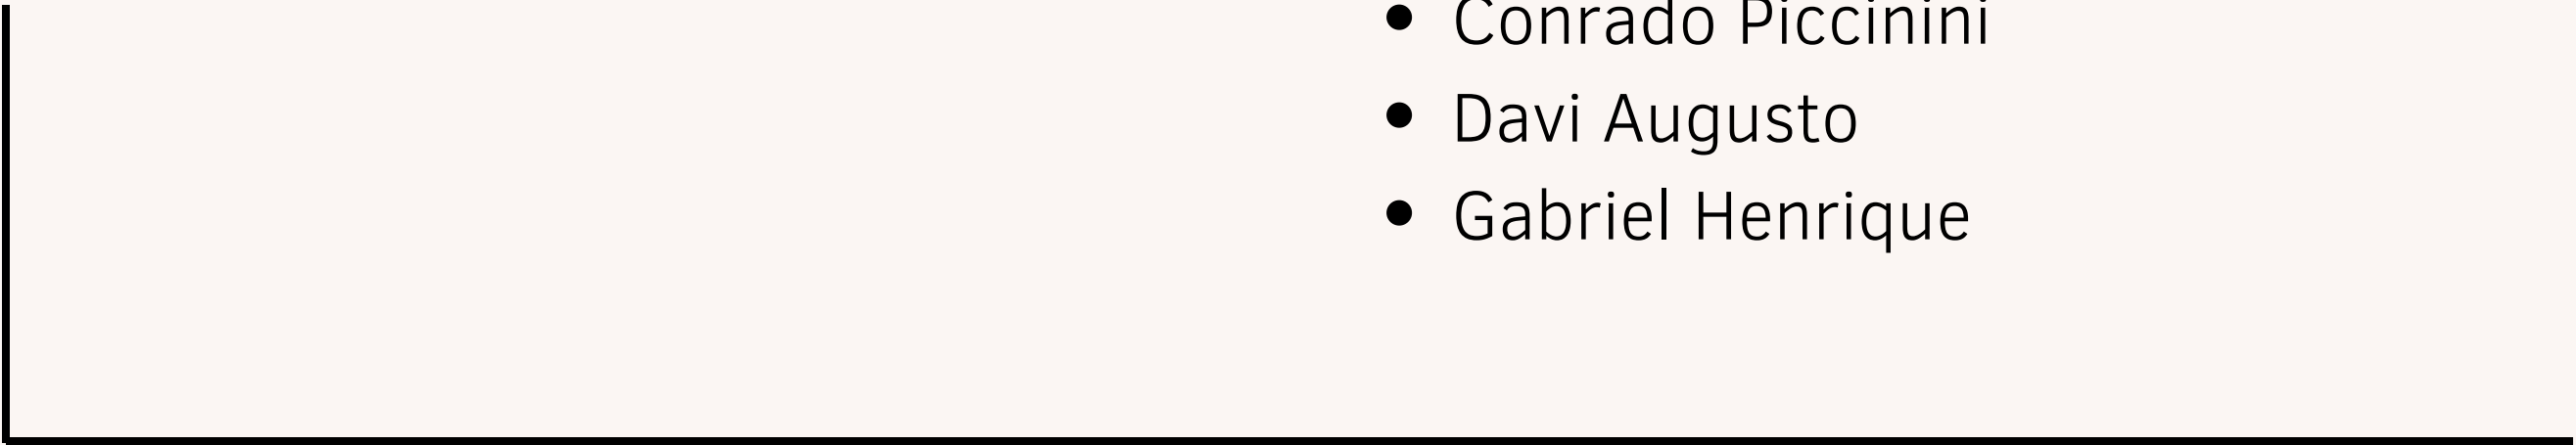 • Conrado Piccinini
• Davi Augusto
• Gabriel Henrique